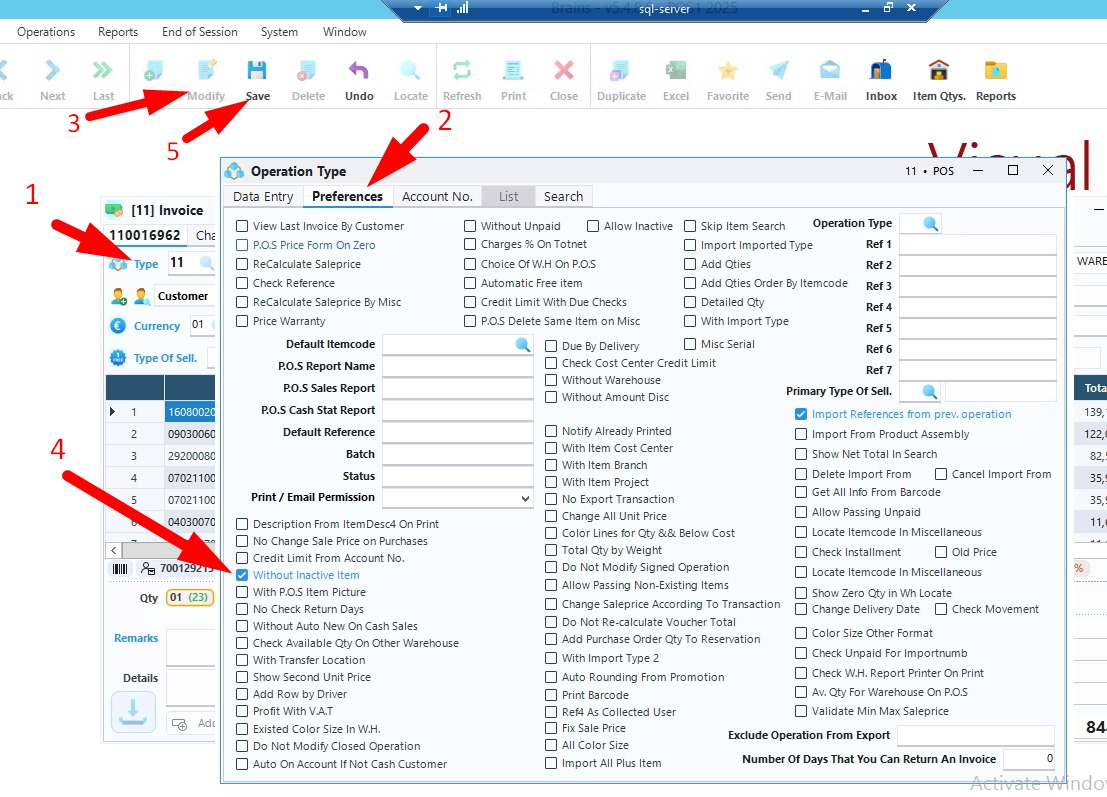 Brains - v5.4.8 2025
sql-server
Operations Reports End of Session System Window
ack Next Last Modify Save Delete Undo Locate Refresh Print Close Duplicate Excel Favorite Send E-Mail Inbox Item Qtys. Reports
3
5
2
Visual
Operation Type 11 • POS
1
[11] Invoice
Data Entry Preferences Account No. List Search
110016962 Cha
Type 11
Customer
Currency 01
Type Of Sell.
WARE
View Last Invoice By Customer Without Unpaid Allow Inactive Skip Item Search Operation Type
P.O.S Price Form On Zero Charges % On Totnet Import Imported Type Ref 1
ReCalculate Saleprice Choice Of W.H On P.O.S Add Qties Ref 2
Check Reference Automatic Free item Add Qties Order By Itemcode Ref 3
ReCalculate Saleprice By Misc Credit Limit With Due Checks Detailed Qty Ref 4
Price Warranty P.O.S Delete Same Item on Misc With Import Type Ref 5
Misc Serial Ref 6
Ref 7
Primary Type Of Sell.
Default Itemcode
P.O.S Report Name
P.O.S Sales Report
P.O.S Cash Stat Report
Default Reference
Batch
Status
Print / Email Permission
Due By Delivery
Check Cost Center Credit Limit
Without Warehouse
Without Amount Disc
Notify Already Printed
With Item Cost Center
With Item Branch
With Item Project
No Export Transaction
Change All Unit Price
Color Lines for Qty && Below Cost
Total Qty by Weight
Do Not Modify Signed Operation
Allow Passing Non-Existing Items
Change Saleprice According To Transaction
Do Not Re-calculate Voucher Total
Add Purchase Order Qty To Reservation
With Import Type 2
Auto Rounding From Promotion
Print Barcode
Ref4 As Collected User
Fix Sale Price
All Color Size
Import All Plus Item
Import References from prev. operation
Import From Product Assembly
Show Net Total In Search
Delete Import From Cancel Import From
Get All Info From Barcode
Allow Passing Unpaid
Locate Itemcode In Miscellaneous
Check Installment Old Price
Locate Itemcode In Miscellaneous
Show Zero Qty in Wh Locate
Change Delivery Date Check Movement
Color Size Other Format
Check Unpaid For Importnumb
Check W.H. Report Printer On Print
Av. Qty For Warehouse On P.O.S
Validate Min Max Saleprice
Exclude Operation From Export
Number Of Days That You Can Return An Invoice 0
Description From ItemDesc4 On Print
No Change Sale Price on Purchases
Credit Limit From Account No.
Without Inactive Item
With P.O.S Item Picture
No Check Return Days
Without Auto New On Cash Sales
Check Available Qty On Other Warehouse
With Transfer Location
Show Second Unit Price
Add Row by Driver
Profit With V.A.T
Existed Color Size In W.H.
Do Not Modify Closed Operation
Auto On Account If Not Cash Customer
Tota
1 16080020 139,
2 09030060 122,0
3 29200080 82,5
4 07021100 35,9
5 07021100 35,9
6 04030070 11,6
4
%
Qty 01 (23)
Remarks
Details
Add
844
Activate Windo